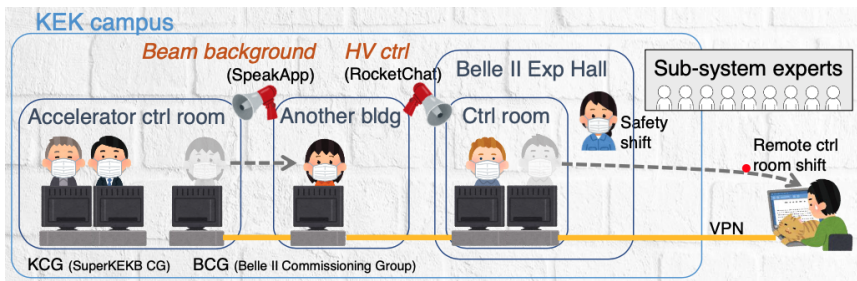 KEK campus
Beam background
(SpeakApp)
HV ctrl
(RocketChat)
Belle II Exp Hall
Sub-system experts
Accelerator ctrl room
Another bldg
Ctrl room
Safety
shift
Remote ctrl
room shift
VPN
KCG (SuperKEKB CG)
BCG (Belle II Commissioning Group)